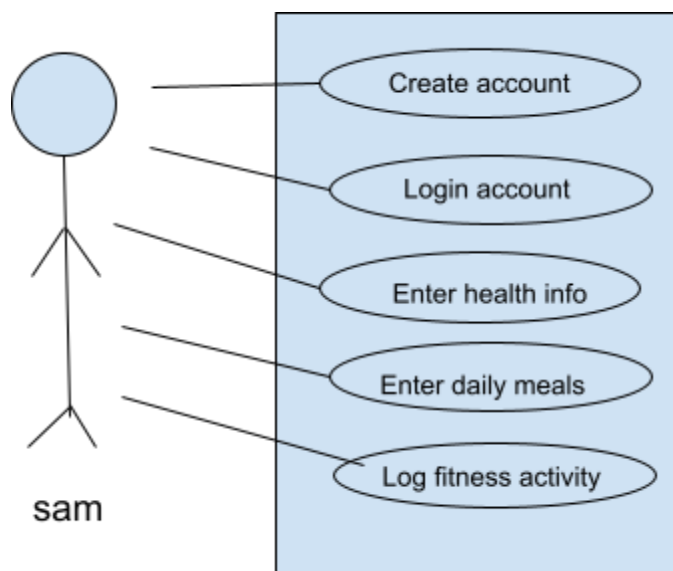 Create account
Login account
Enter health info
Enter daily meals
Log fitness activity
sam